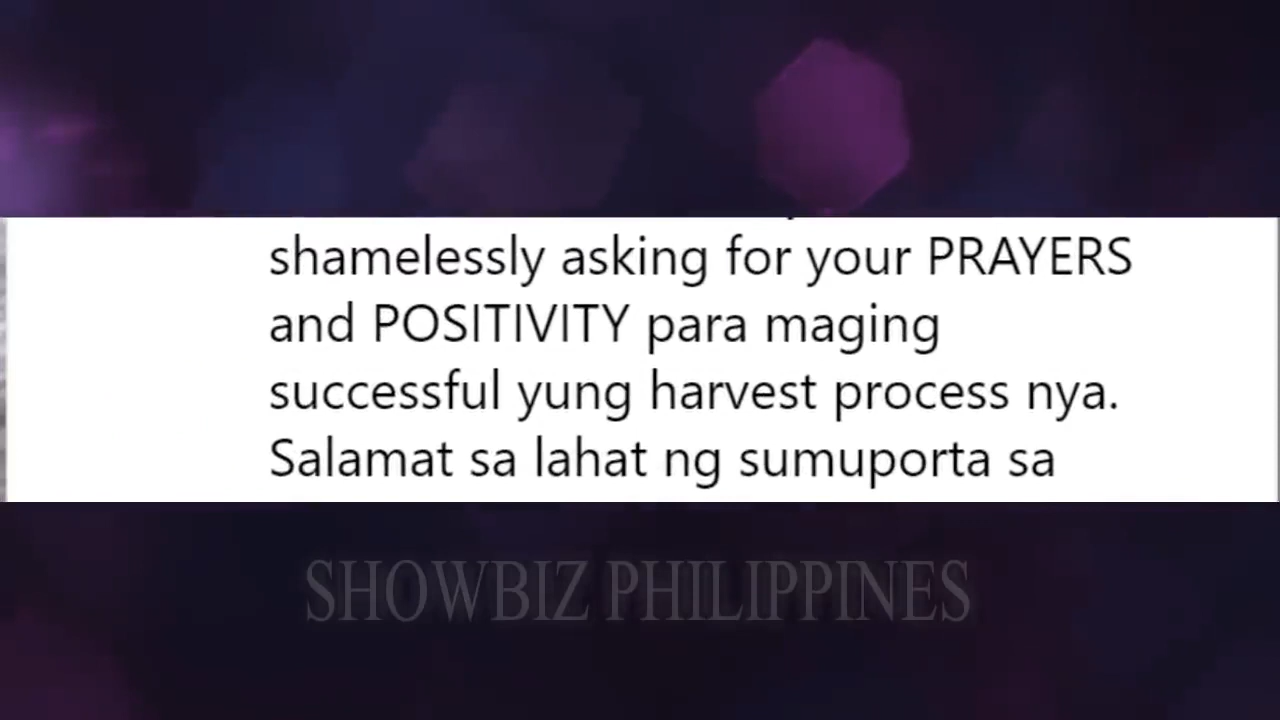 shamelessly asking for your PRAYERS
and POSITIVITY para maging
successful yung harvest process nya.
Salamat sa lahat ng sumuporta sa
SHOWBIZ PHILIPPINES